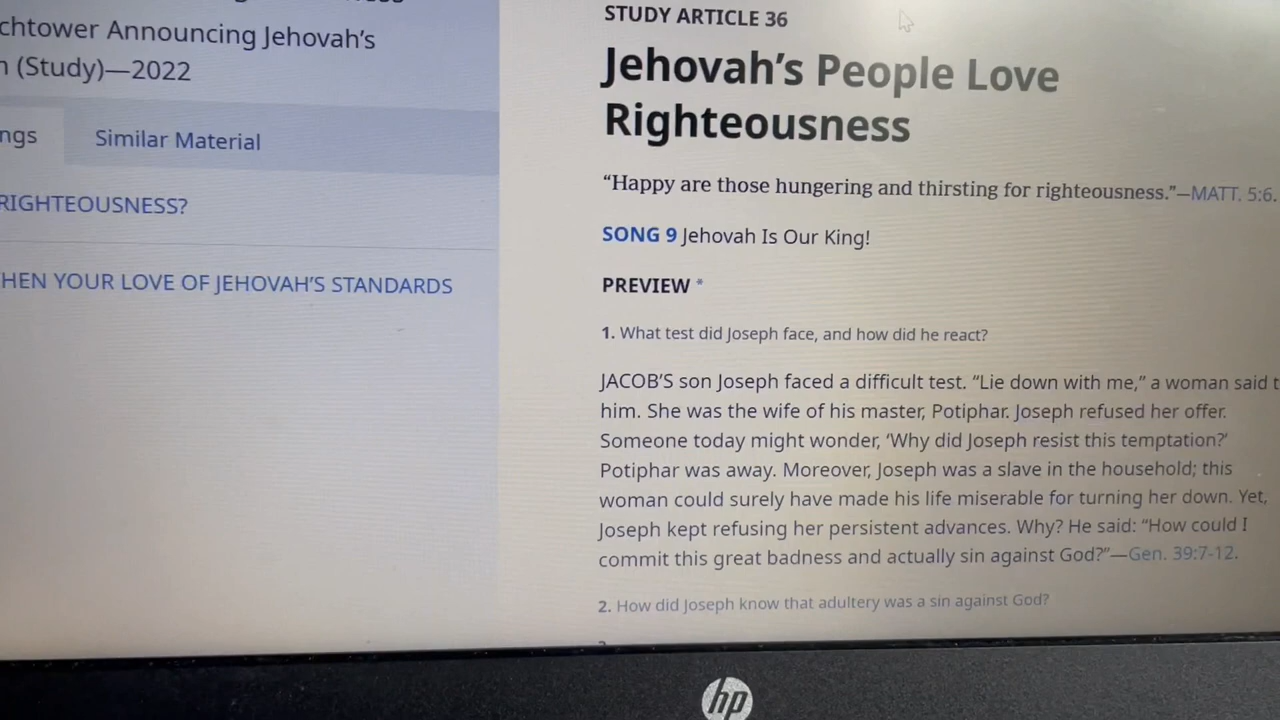 chtower Announcing Jehovah's
n (Study)—2022
ngs
Similar Material
RIGHTEOUSNESS?
HEN YOUR LOVE OF JEHOVAH'S STANDARDS
STUDY ARTICLE 36
Jehovah's People Love
Righteousness
“Happy are those hungering and thirsting for righteousness.”—MATT. 5:6.
SONG 9 Jehovah Is Our King!
PREVIEW *
1. What test did Joseph face, and how did he react?
JACOB'S son Joseph faced a difficult test. “Lie down with me,” a woman said t
him. She was the wife of his master, Potiphar. Joseph refused her offer.
Someone today might wonder, ‘Why did Joseph resist this temptation?’
Potiphar was away. Moreover, Joseph was a slave in the household; this
woman could surely have made his life miserable for turning her down. Yet,
Joseph kept refusing her persistent advances. Why? He said: “How could I
commit this great badness and actually sin against God?”—Gen. 39:7-12.
2. How did Joseph know that adultery was a sin against God?
hp